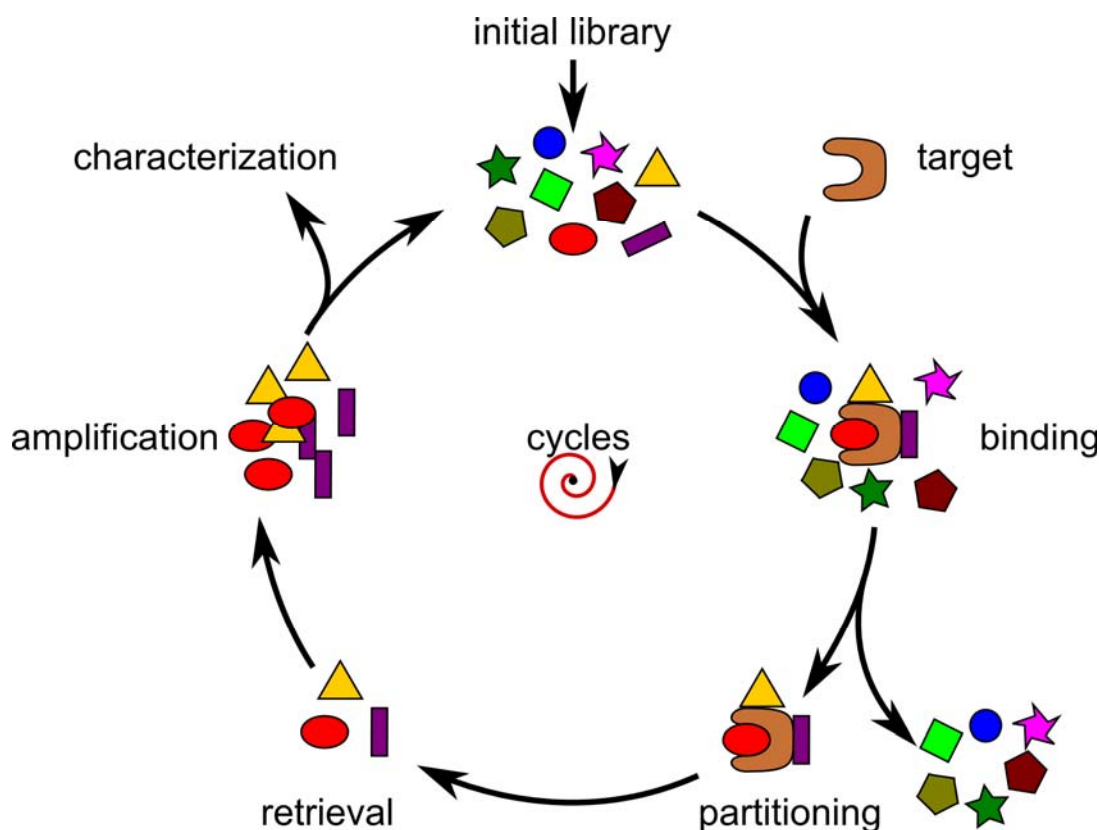 initial library
characterization
target
amplification
cycles
binding
retrieval
partitioning